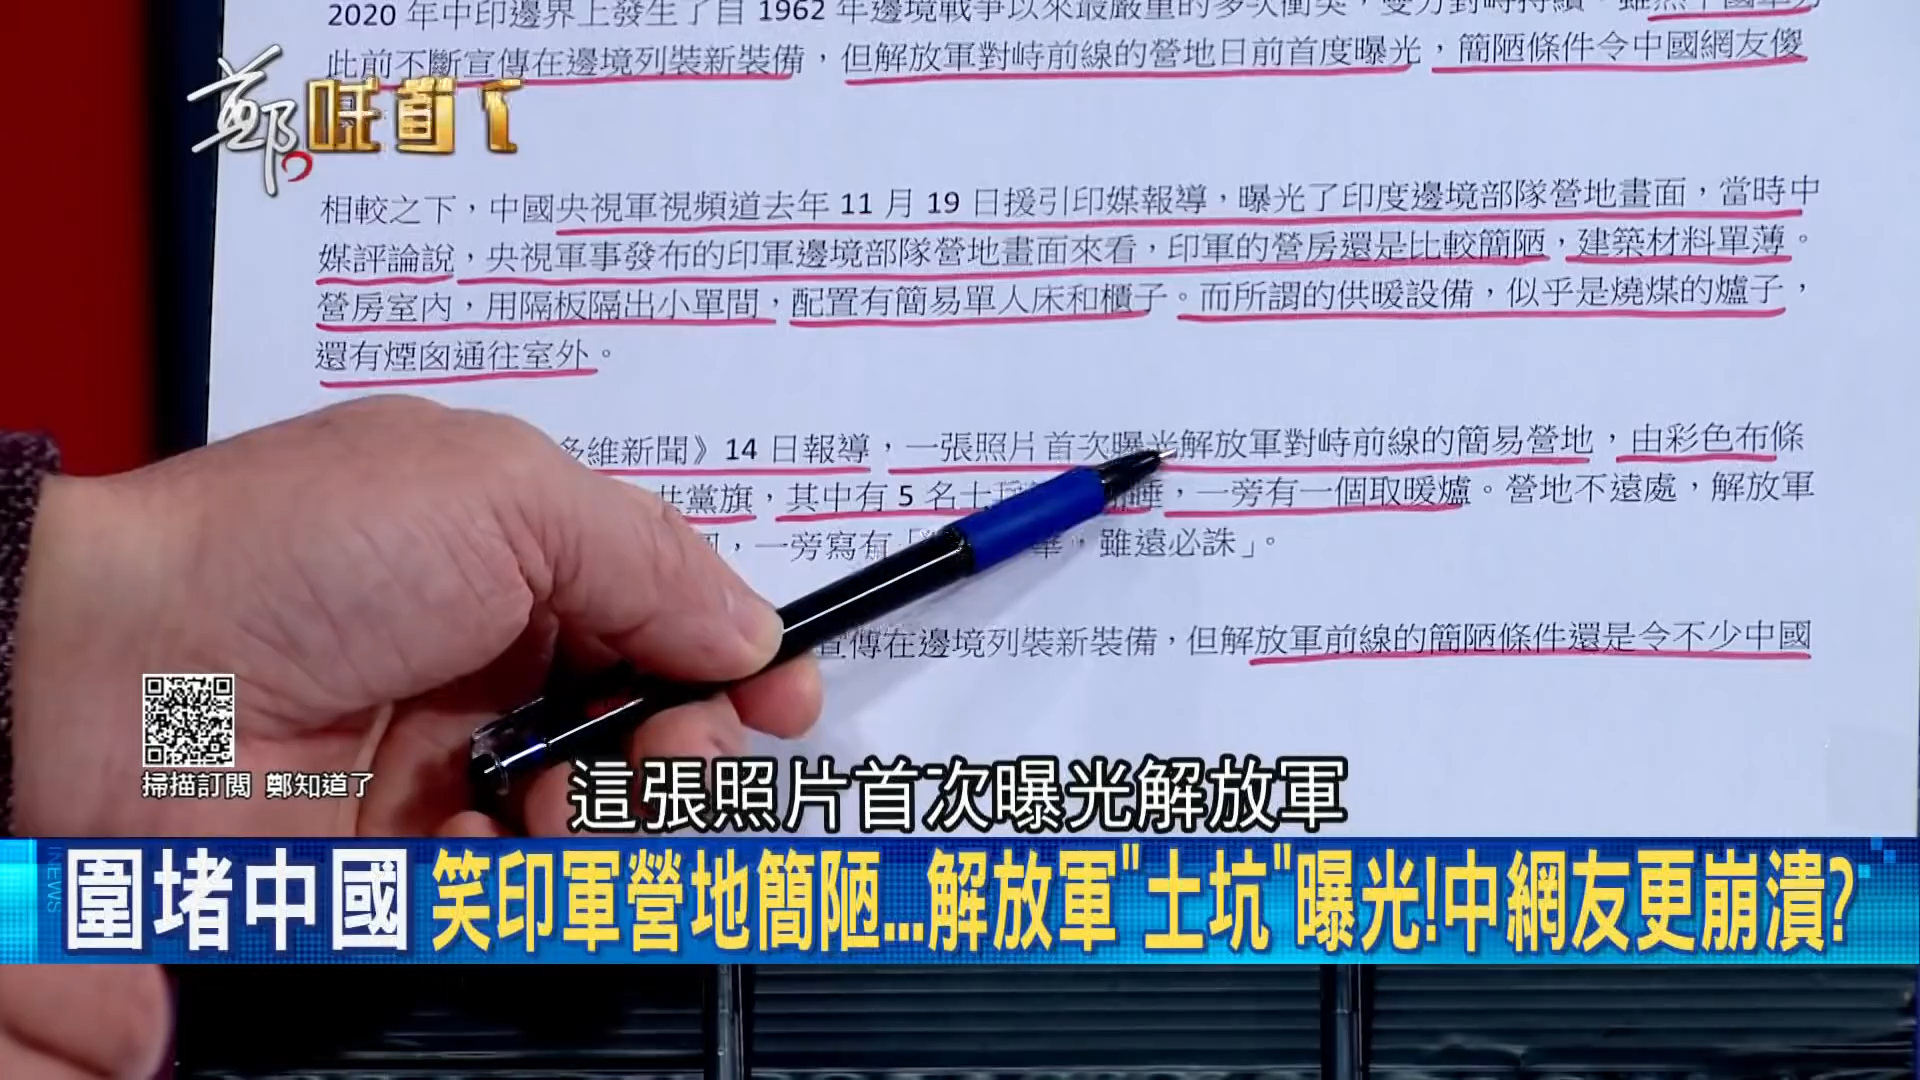 2020 年中印邊界上發生了自 1962 年邊境戰爭以來最嚴重的多次衝突，雙方對峙持續，雖然中國軍方
此前不斷宣傳在邊境列裝新裝備，但解放軍對峙前線的營地日前首度曝光，簡陋條件令中國網友傻
鄭知道了
相較之下，中國央視軍視頻道去年 11 月 19 日援引印媒報導，曝光了印度邊境部隊營地畫面，當時中
媒評論說，央視軍事發布的印軍邊境部隊營地畫面來看，印軍的營房還是比較簡陋，建築材料單薄。
營房室內，用隔板隔出小單間，配置有簡易單人床和櫃子。而所謂的供暖設備，似乎是燒煤的爐子，
還有煙囪通往室外。
多維新聞》14 日報導，一張照片首次曝光解放軍對峙前線的簡易營地，由彩色布條
共黨旗，其中有 5 名士 睡，一旁有一個取暖爐。營地不遠處，解放軍
，一旁寫有「 華，雖遠必誅」。
宣傳在邊境列裝新裝備，但解放軍前線的簡陋條件還是令不少中國
掃描訂閱 鄭知道了
這張照片首次曝光解放軍
NEWS
圍堵中國 笑印軍營地簡陋...解放軍"土坑"曝光!中網友更崩潰?